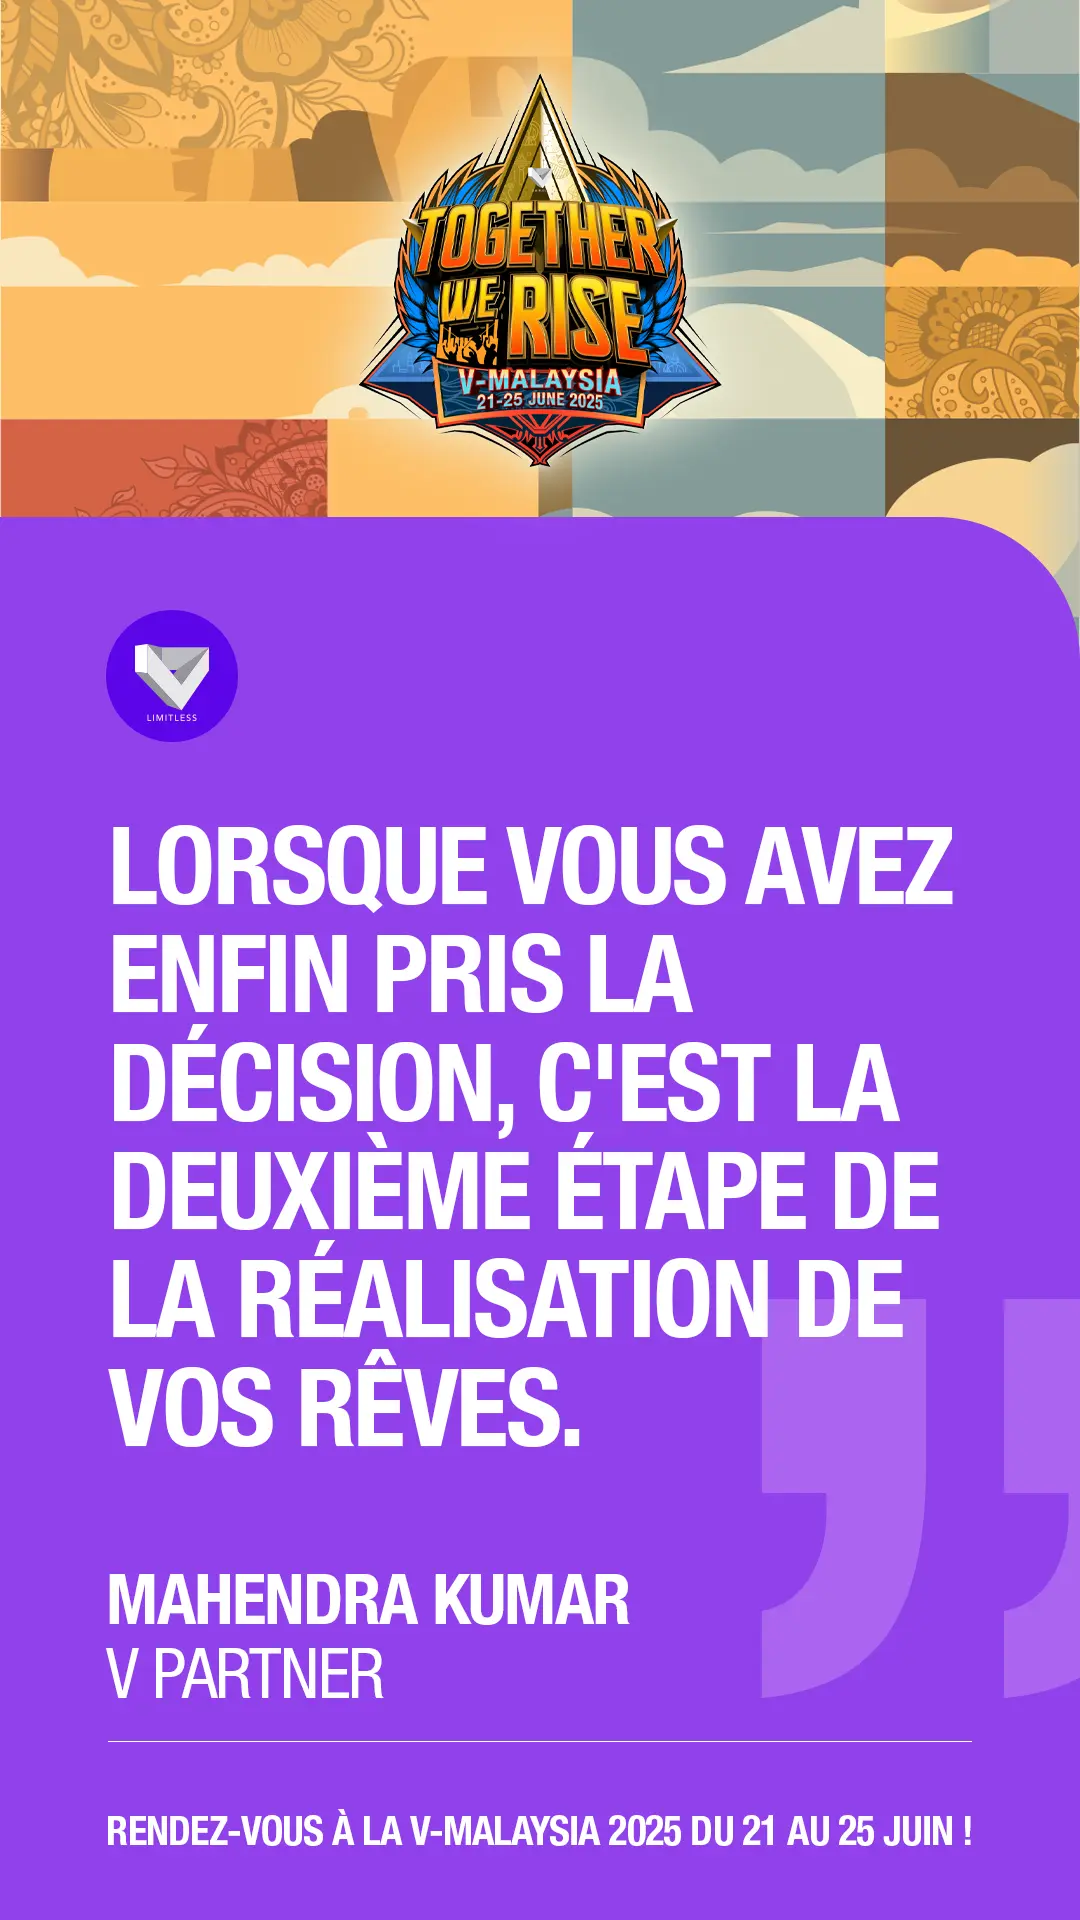 TOGETHER
WE RISE
V-MALAYSIA
21-25 JUNE 2025
LIMITLESS
LORSQUE VOUS AVEZ
ENFIN PRIS LA
DÉCISION, C'EST LA
DEUXIÈME ÉTAPE DE
LA RÉALISATION DE
VOS RÊVES.
MAHENDRA KUMAR
V PARTNER
RENDEZ-VOUS À LA V-MALAYSIA 2025 DU 21 AU 25 JUIN !